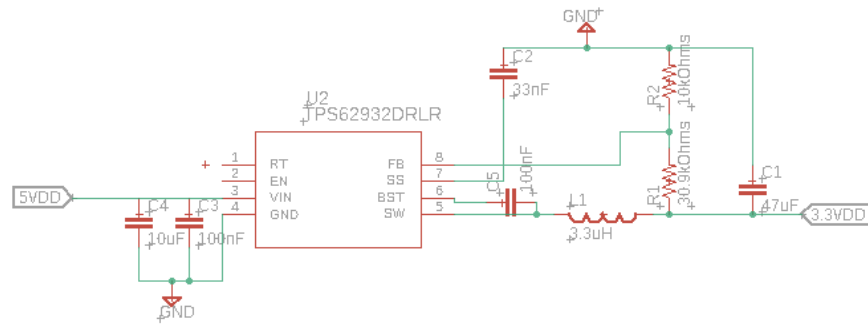 GND
C2
33nF
R2
10kOhms
U2
TPS62932DRLR
1 RT FB 8
2 EN SS 7
3 VIN BST 6
4 GND SW 5
C5
100nF
R1
30.9kOhms
C1
47uF
5VDD
C4
10uF
C3
100nF
L1
3.3uH
3.3VDD
GND